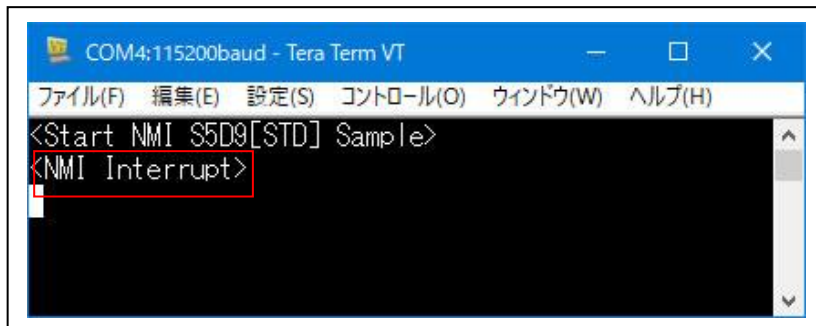 COM4:115200baud - Tera Term VT
ファイル(F) 編集(E) 設定(S) コントロール(O) ウィンドウ(W) ヘルプ(H)
<Start NMI S5D9[STD] Sample>
<NMI Interrupt>